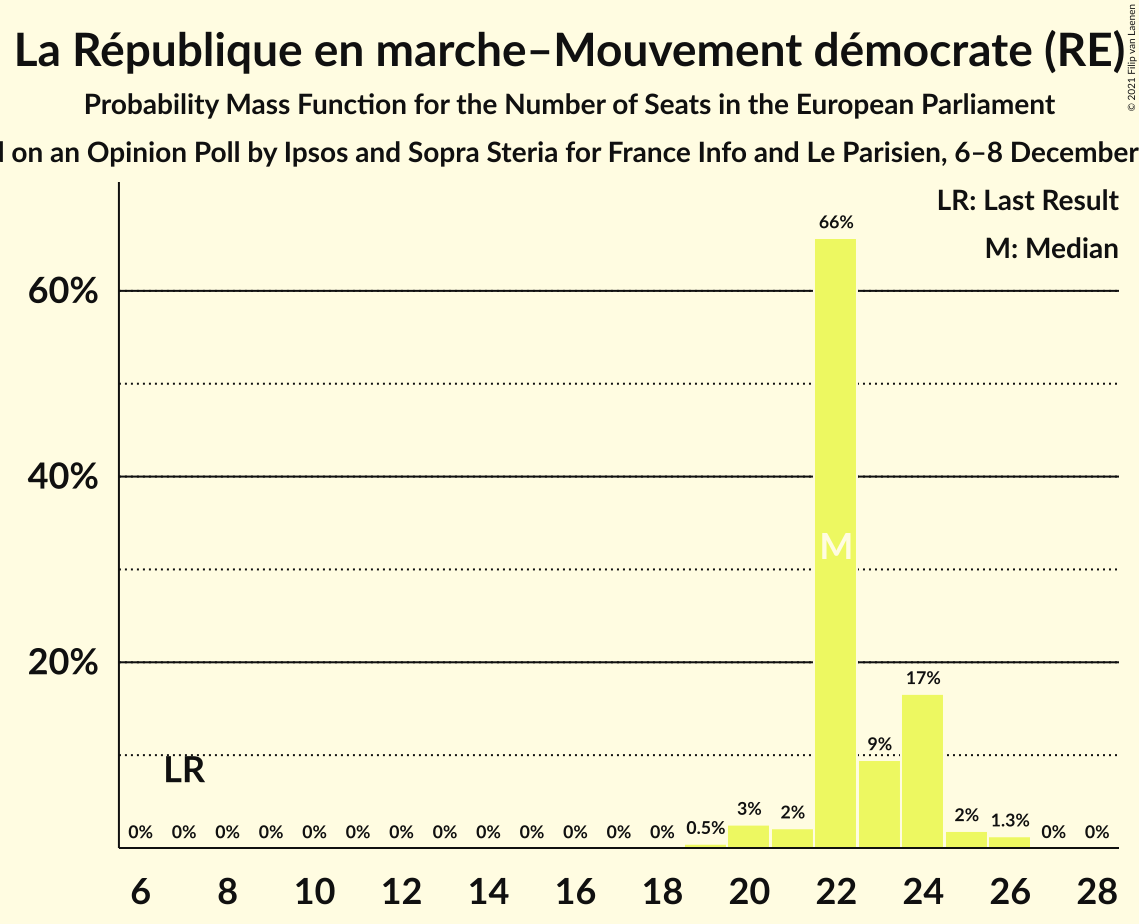 La République en marche–Mouvement démocrate (RE)
© 2021 Filip van Laenen
Probability Mass Function for the Number of Seats in the European Parliament
on an Opinion Poll by Ipsos and Sopra Steria for France Info and Le Parisien, 6–8 December
LR: Last Result
M: Median
66%
60%
40%
M
20%
17%
9%
LR
0% 0% 0% 0% 0% 0% 0% 0% 0% 0% 0% 0% 0% 0.5% 3% 2% 2% 1.3% 0% 0%
6 8 10 12 14 16 18 20 22 24 26 28